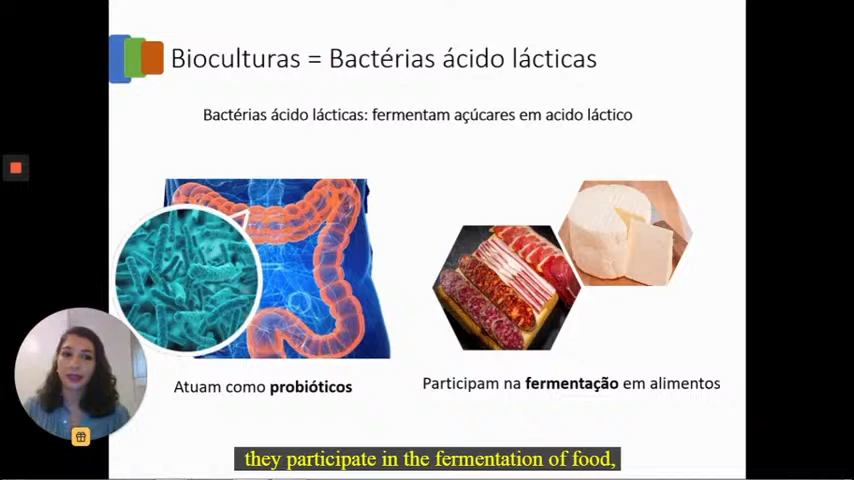 Bioculturas = Bactérias ácido lácticas
Bactérias ácido lácticas: fermentam açúcares em acido láctico
Atuam como probióticos
Participam na fermentação em alimentos
they participate in the fermentation of food,